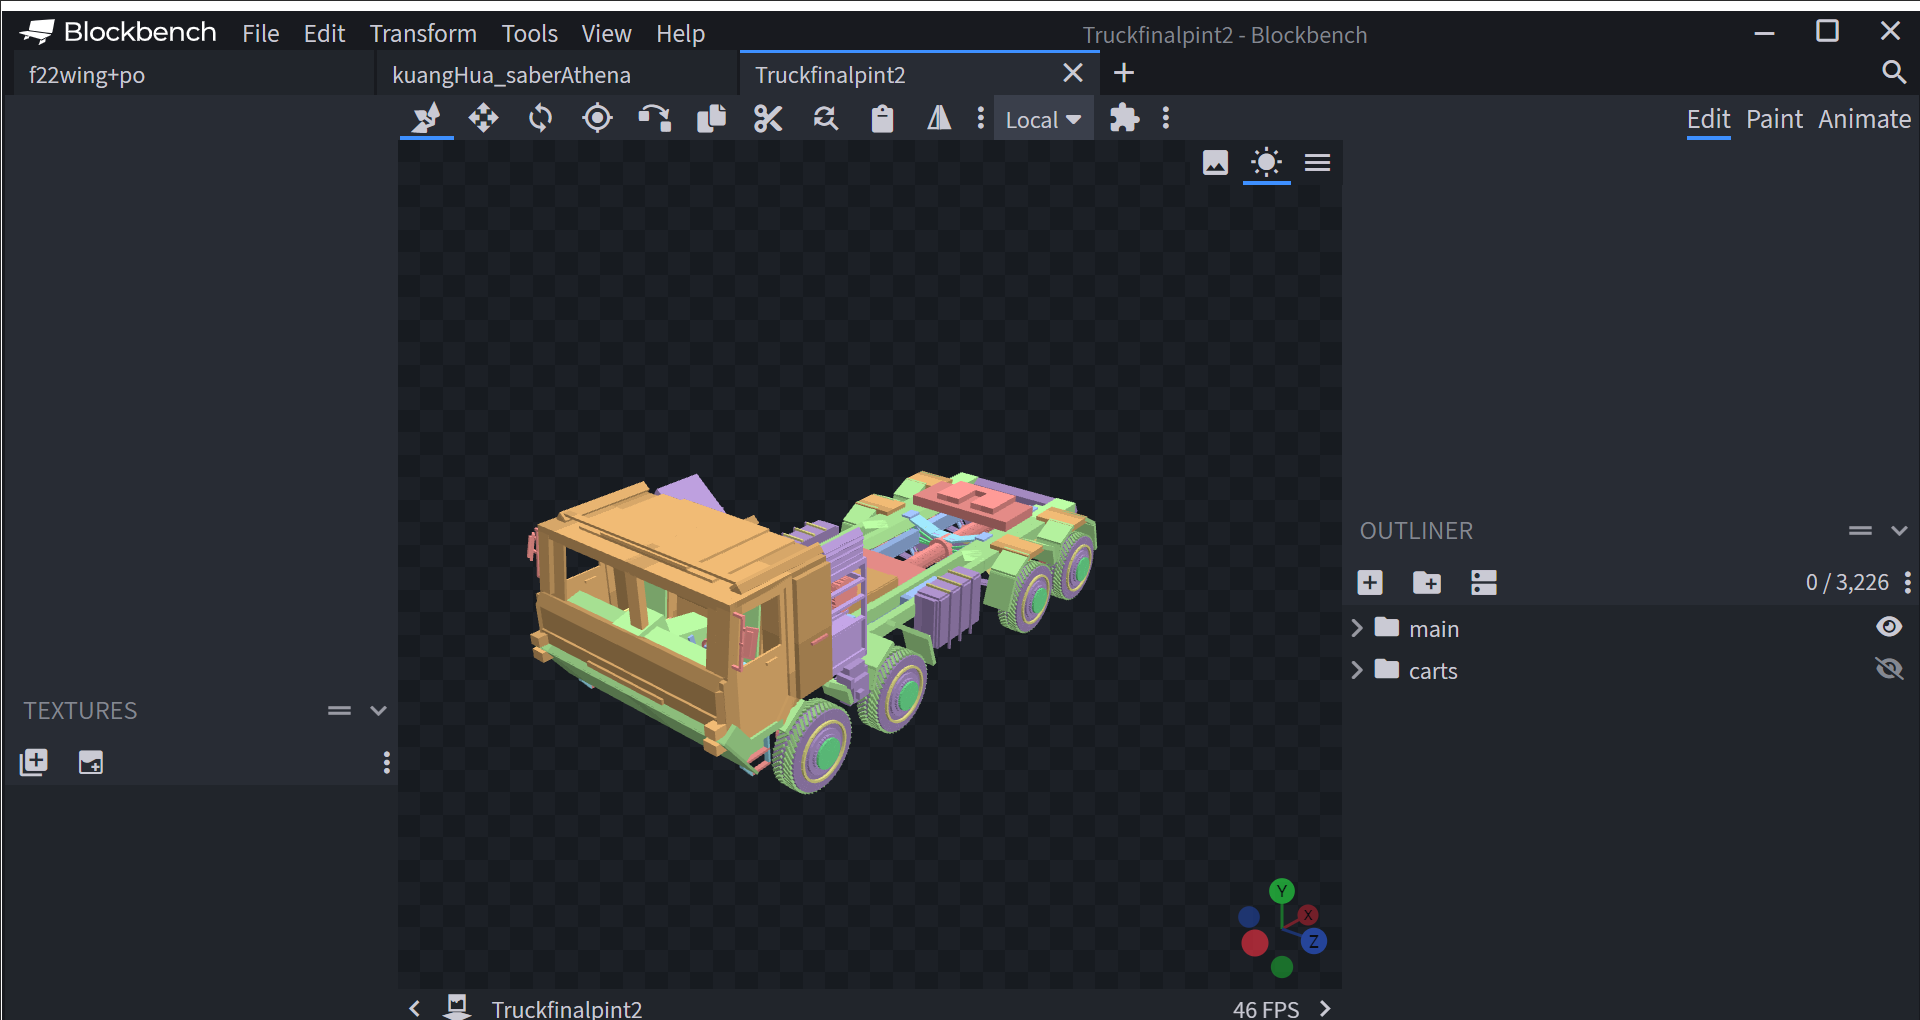 Blockbench File Edit Transform Tools View Help
Truckfinalpint2 - Blockbench
f22wing+po
kuangHua_saberAthena
Truckfinalpint2
Local
Edit Paint Animate
OUTLINER
0 / 3,226
main
carts
TEXTURES
Y
X
Z
Truckfinalpint2
46 FPS